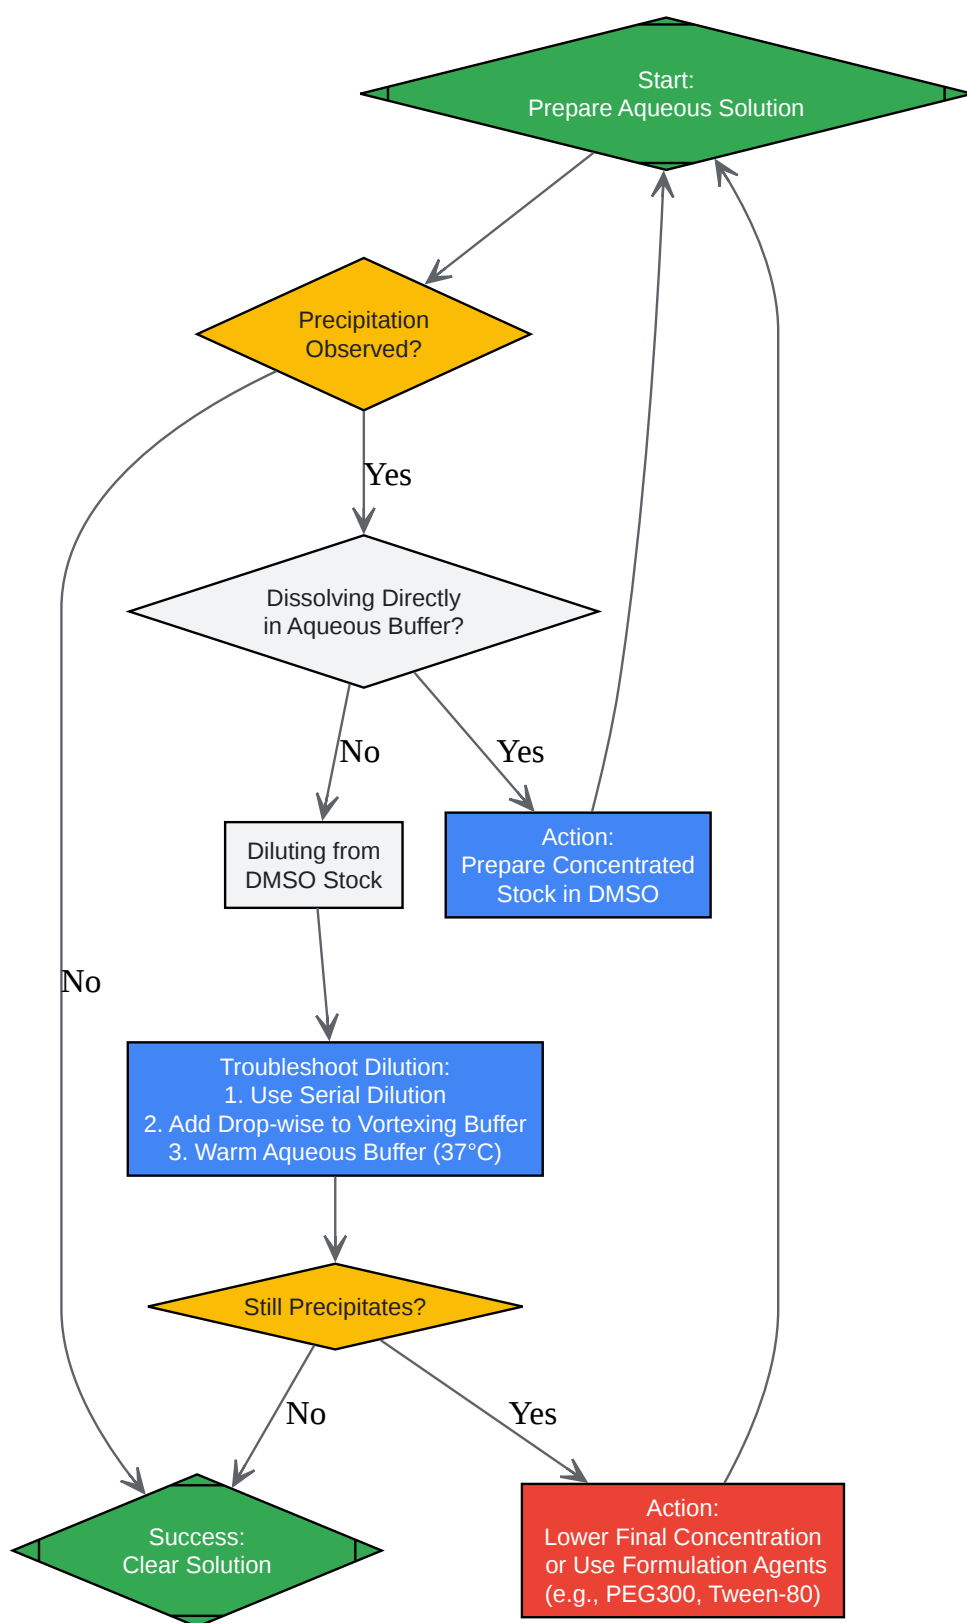 Start:
Prepare Aqueous Solution
Precipitation
Observed?
Yes
Dissolving Directly
in Aqueous Buffer?
No
Yes
Diluting from
DMSO Stock
Action:
Prepare Concentrated
Stock in DMSO
No
Troubleshoot Dilution:
1. Use Serial Dilution
2. Add Drop-wise to Vortexing Buffer
3. Warm Aqueous Buffer (37°C)
Still Precipitates?
No
Yes
Success:
Clear Solution
Action:
Lower Final Concentration
or Use Formulation Agents
(e.g., PEG300, Tween-80)